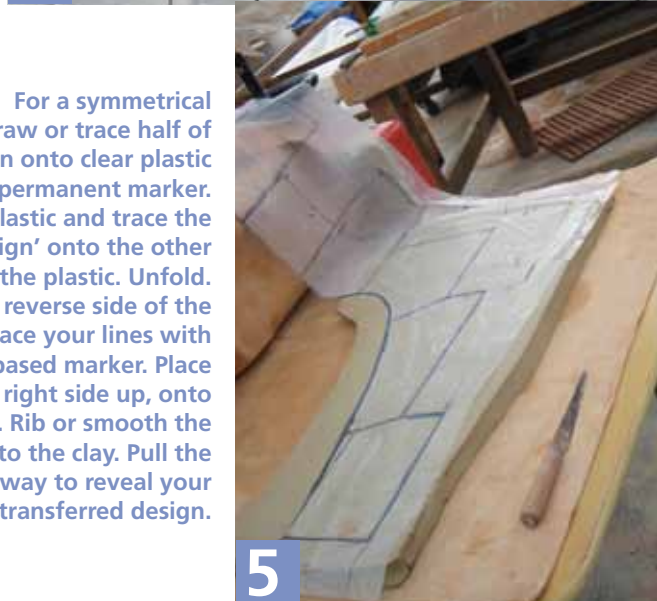 For a symmetrical
raw or trace half of
n onto clear plastic
permanent marker.
lastic and trace the
ign’ onto the other
the plastic. Unfold.
reverse side of the
ace your lines with
based marker. Place
right side up, onto
. Rib or smooth the
to the clay. Pull the
way to reveal your
transferred design.
5